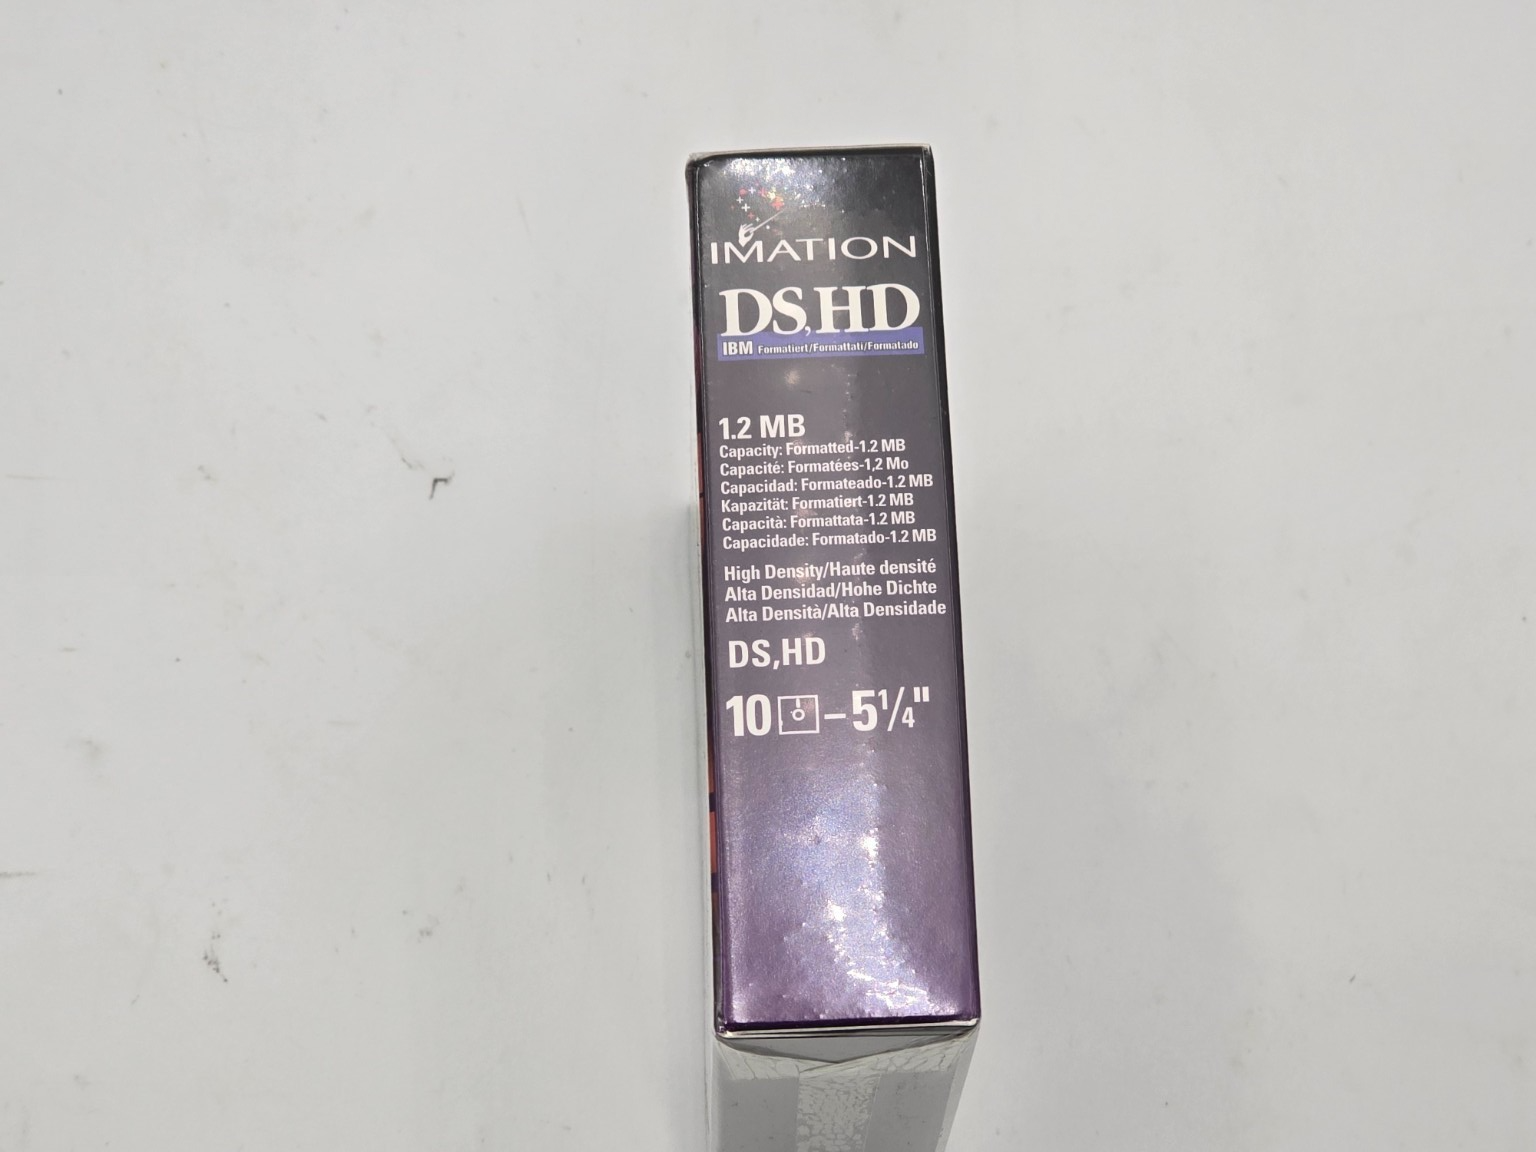 IMATION
DS,HD
IBM Formatiert/Formattati/Formatado
1.2 MB
Capacity: Formatted-1.2 MB
Capacité: Formatées-1,2 Mo
Capacidad: Formateado-1.2 MB
Kapazität: Formatiert-1.2 MB
Capacità: Formattata-1.2 MB
Capacidade: Formatado-1.2 MB
High Density/Haute densité
Alta Densidad/Hohe Dichte
Alta Densità/Alta Densidade
DS,HD
10 – 5¼"